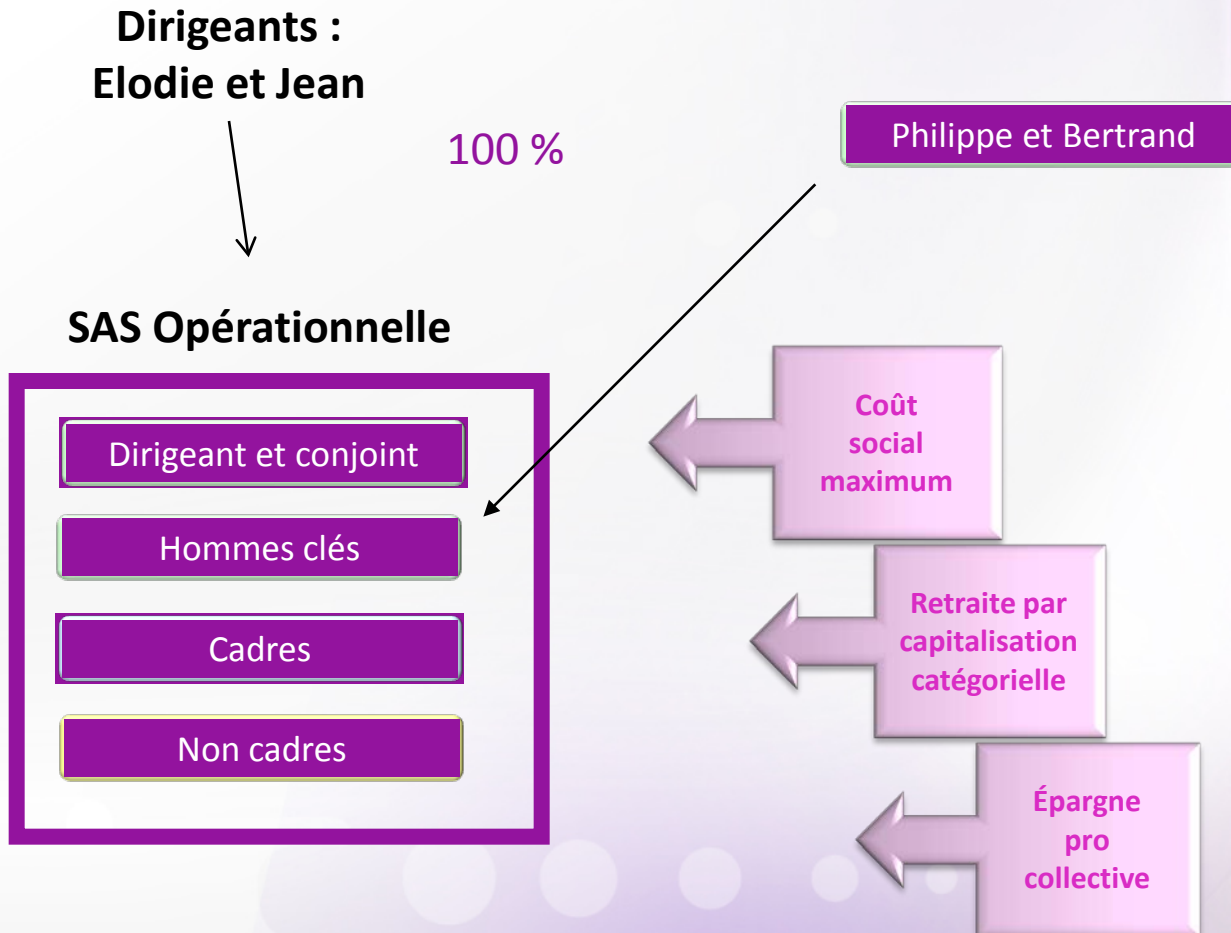 Dirigeants :
Elodie et Jean
100 %
Philippe et Bertrand
SAS Opérationnelle
Dirigeant et conjoint
Hommes clés
Cadres
Non cadres
Coût
social
maximum
Retraite par
capitalisation
catégorielle
Épargne
pro
collective